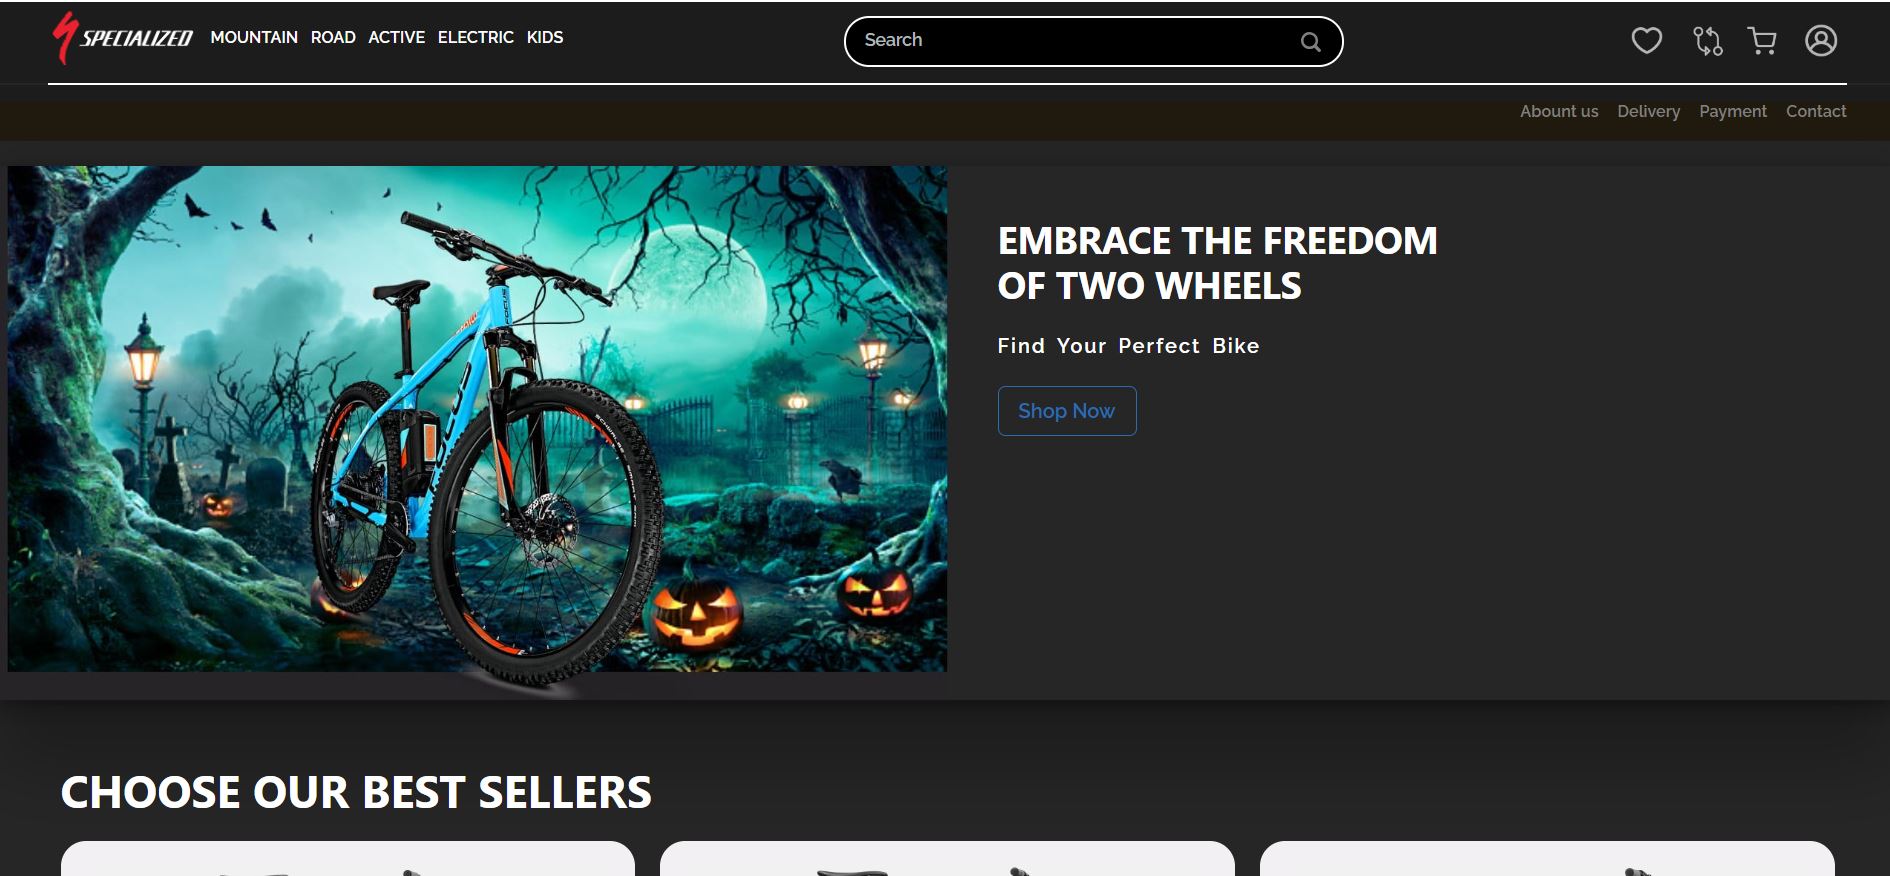 SPECIALIZED MOUNTAIN ROAD ACTIVE ELECTRIC KIDS Search
Abount us Delivery Payment Contact
EMBRACE THE FREEDOM
OF TWO WHEELS
Find Your Perfect Bike
Shop Now
FOCUS
CHOOSE OUR BEST SELLERS